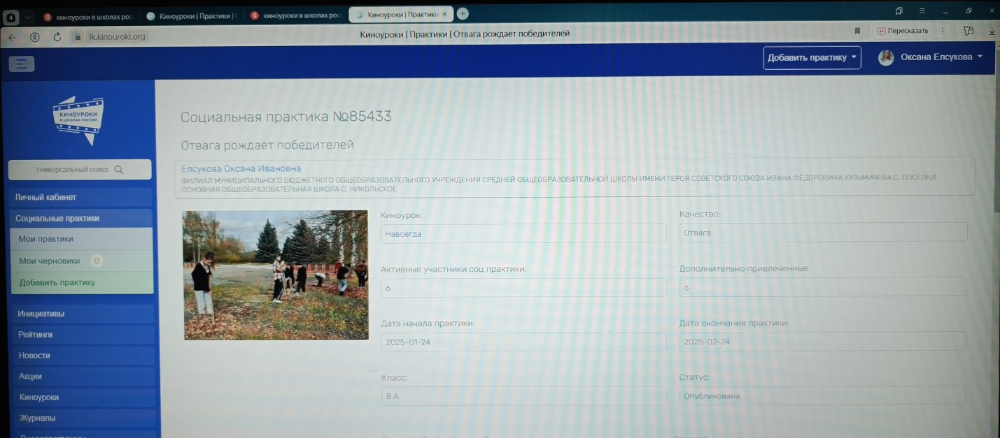 4
киноуроки в школах рос
Киноуроки | Практики |
киноуроки в школах рос
Киноуроки | Практики
lk.kinouroki.org
Киноуроки | Практики | Отвага рождает победителей
Пересказать
Добавить практику
Оксана Елсукова
КИНОУРОКИ
В ШКОЛАХ РОССИИ
Универсальный поиск
Личный кабинет
Социальные практики
Мои практики
Мои черновики 0
Добавить практику
Инициативы
Рейтинги
Новости
Акции
Киноуроки
Журналы
Социальная практика №85433
Отвага рождает победителей
Елсукова Оксана Ивановна
ФИЛИАЛ МУНИЦИПАЛЬНОГО БЮДЖЕТНОГО ОБЩЕОБРАЗОВАТЕЛЬНОГО УЧРЕЖДЕНИЯ СРЕДНЕЙ ОБЩЕОБРАЗОВАТЕЛЬНОЙ ШКОЛЫ ИМЕНИ ГЕРОЯ СОВЕТСКОГО СОЮЗА ИВАНА ФЁДОРОВИЧА КУЗЬМИЧЕВА С. ПОСЁЛКИ -
ОСНОВНАЯ ОБЩЕОБРАЗОВАТЕЛЬНАЯ ШКОЛА С. НИКОЛЬСКОЕ
Киноурок:
Навсегда
Качество:
Отвага
Активные участники соц практики:
6
Дополнительно привлеченные:
6
Дата начала практики:
2025-01-24
Дата окончания практики:
2025-02-24
Класс:
8 А
Статус:
Опубликована